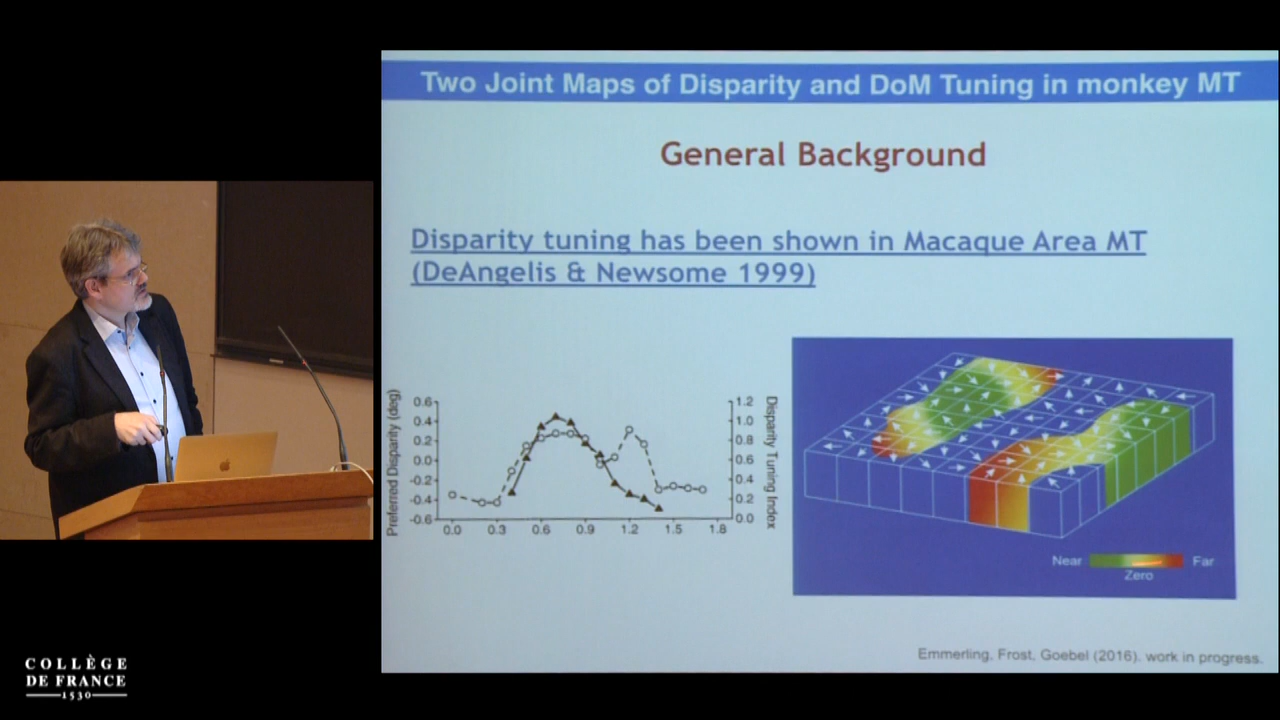 Two Joint Maps of Disparity and DoM Tuning in monkey MT
General Background
Disparity tuning has been shown in Macaque Area MT
(DeAngelis & Newsome 1999)
Preferred Disparity (deg)
0.6
0.4
0.2
0.0
-0.2
-0.4
-0.6
0.0 0.3 0.6 0.9 1.2 1.5 1.8
1.2
1.0
0.8
0.6
0.4
0.2
0.0
Disparity Tuning Index
Near Far
Zero
Emmerling, Frost, Goebel (2016). work in progress.
COLLÈGE
DE FRANCE
1530